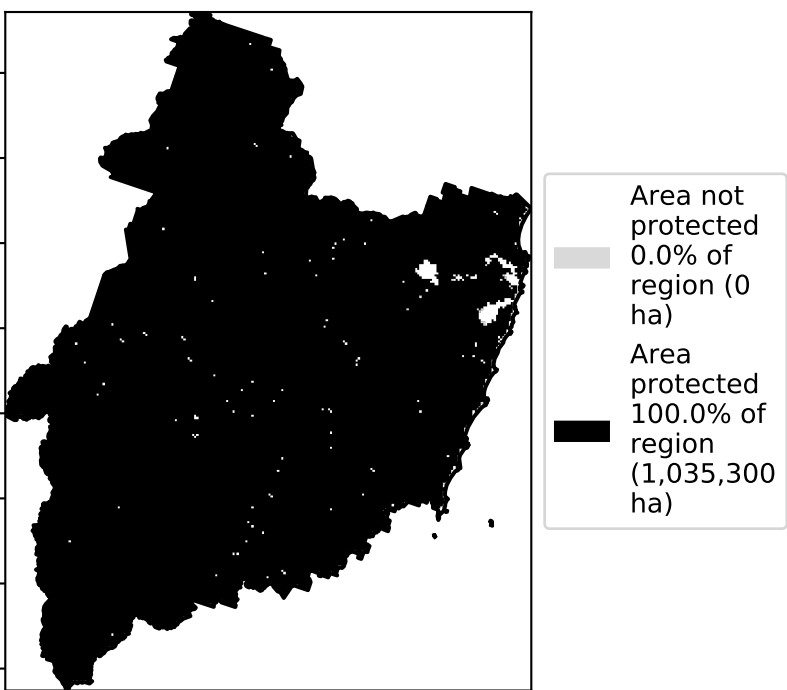 Area not
protected
0.0% of
region (0
ha)
Area
protected
100.0% of
region
(1,035,300
ha)